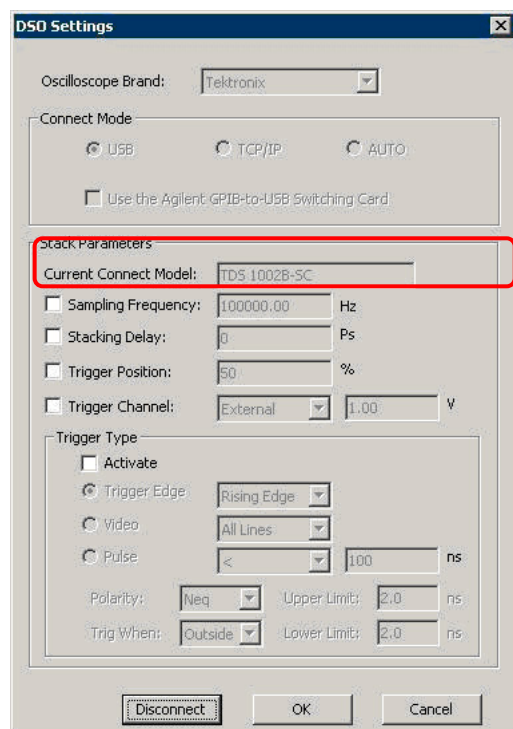 DSO Settings
Oscilloscope Brand: Tektronix
Connect Mode
USB TCP/IP AUTO
Use the Agilent GPIB-to-USB Switching Card
Stack Parameters
Current Connect Model: TDS 1002B-SC
Sampling Frequency: 100000.00 Hz
Stacking Delay: 0 Ps
Trigger Position: 50 %
Trigger Channel: External 1.00 V
Trigger Type
Activate
Trigger Edge Rising Edge
Video All Lines
Pulse < 100 ns
Polarity: Neq Upper Limit: 2.0 ns
Trig When: Outside Lower Limit: 2.0 ns
Disconnect OK Cancel